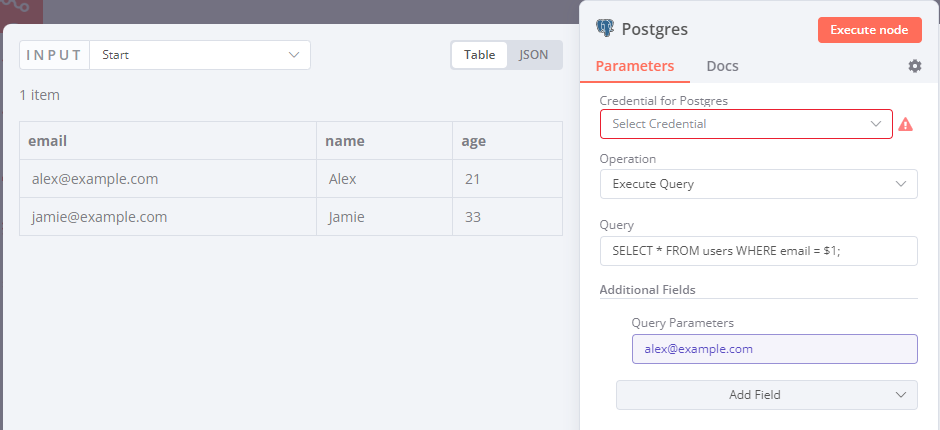 INPUT Start Table JSON
1 item
email name age
alex@example.com Alex 21
jamie@example.com Jamie 33
Postgres Execute node
Parameters Docs
Credential for Postgres
Select Credential
Operation
Execute Query
Query
SELECT * FROM users WHERE email = $1;
Additional Fields
Query Parameters
alex@example.com
Add Field